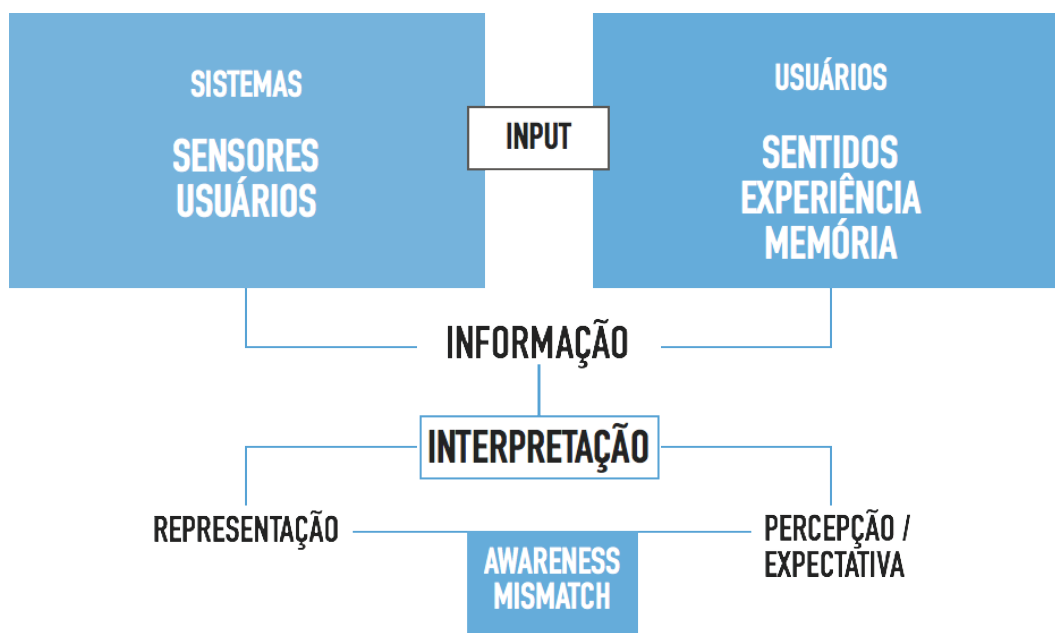 SISTEMAS
SENSORES
USUÁRIOS
INPUT
USUÁRIOS
SENTIDOS
EXPERIÊNCIA
MEMÓRIA
INFORMAÇÃO
INTERPRETAÇÃO
REPRESENTAÇÃO
PERCEPÇÃO /
EXPECTATIVA
AWARENESS
MISMATCH